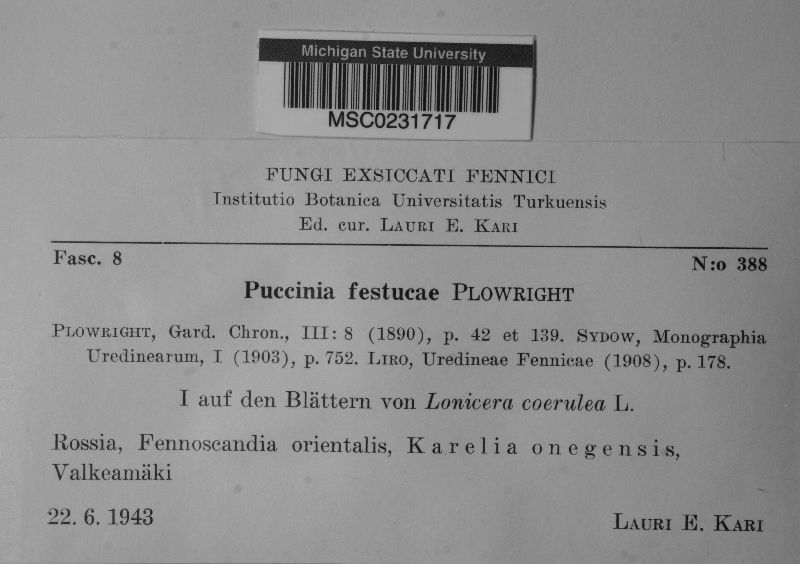 Michigan State University
MSC0231717
FUNGI EXSICCATI FENNICI
Institutio Botanica Universitatis Turkuensis
Ed. cur. LAURI E. KARI
Fasc. 8 N:o 388
Puccinia festucae PLOWRIGHT
PLOWRIGHT, Gard. Chron., III: 8 (1890), p. 42 et 139. SYDOW, Monographia
Uredinearum, I (1903), p. 752. LIRO, Uredineae Fennicae (1908), p. 178.
I auf den Blättern von Lonicera coerulea L.
Rossia, Fennoscandia orientalis, Karelia onegensis,
Valkeamäki
22. 6. 1943 LAURI E. KARI